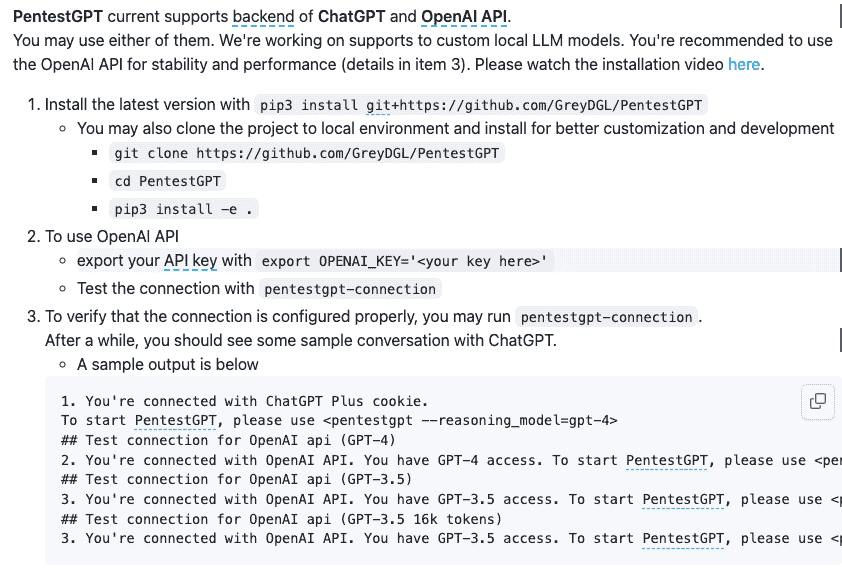 PentestGPT current supports backend of ChatGPT and OpenAI API.
You may use either of them. We're working on supports to custom local LLM models. You're recommended to use
the OpenAI API for stability and performance (details in item 3). Please watch the installation video here.
1. Install the latest version with pip3 install git+https://github.com/GreyDGL/PentestGPT
◦ You may also clone the project to local environment and install for better customization and development
▪ git clone https://github.com/GreyDGL/PentestGPT
▪ cd PentestGPT
▪ pip3 install -e .
2. To use OpenAI API
◦ export your API key with export OPENAI_KEY='<your key here>'
◦ Test the connection with pentestgpt-connection
3. To verify that the connection is configured properly, you may run pentestgpt-connection.
After a while, you should see some sample conversation with ChatGPT.
◦ A sample output is below
1. You're connected with ChatGPT Plus cookie.
To start PentestGPT, please use <pentestgpt --reasoning_model=gpt-4>
## Test connection for OpenAI api (GPT-4)
2. You're connected with OpenAI API. You have GPT-4 access. To start PentestGPT, please use <pe
## Test connection for OpenAI api (GPT-3.5)
3. You're connected with OpenAI API. You have GPT-3.5 access. To start PentestGPT, please use <
## Test connection for OpenAI api (GPT-3.5 16k tokens)
3. You're connected with OpenAI API. You have GPT-3.5 access. To start PentestGPT, please use <